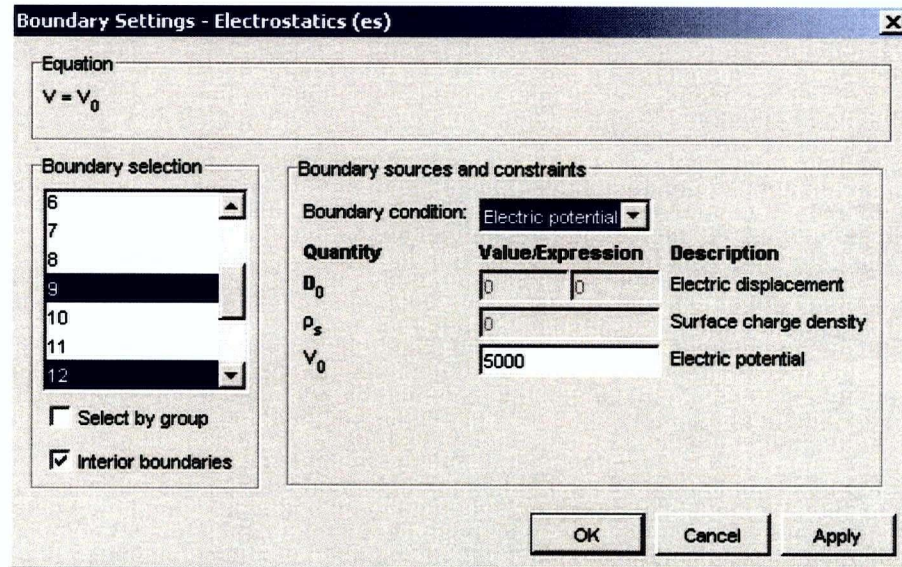 Boundary Settings - Electrostatics (es)
Equation
V = V0
Boundary selection
6
7
8
9
10
11
12
Select by group
Interior boundaries
Boundary sources and constraints
Boundary condition: Electric potential
Quantity Value/Expression Description
D0 0 0 Electric displacement
ρs 0 Surface charge density
V0 5000 Electric potential
OK Cancel Apply